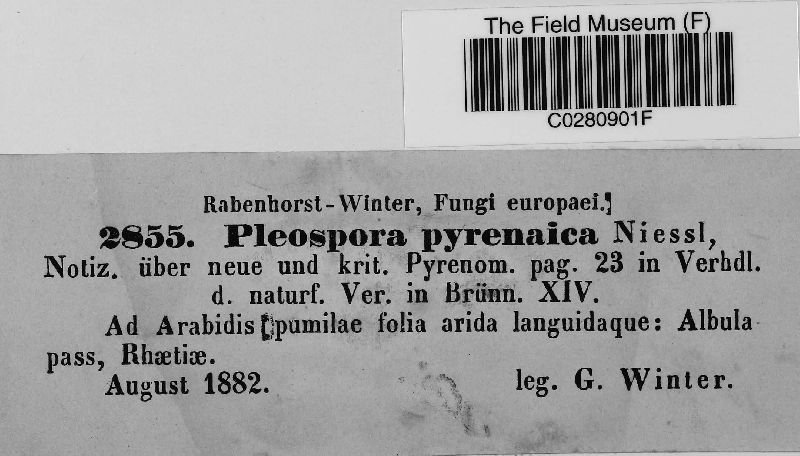 The Field Museum (F)
C0280901F
Rabenhorst-Winter, Fungi europaei.
2855. Pleospora pyrenaica Niessl,
Notiz. über neue und krit. Pyrenom. pag. 23 in Verhdl.
d. naturf. Ver. in Brünn. XIV.
Ad Arabidis pumilae folia arida languidaque: Albula
pass, Rhætiæ.
August 1882. leg. G. Winter.